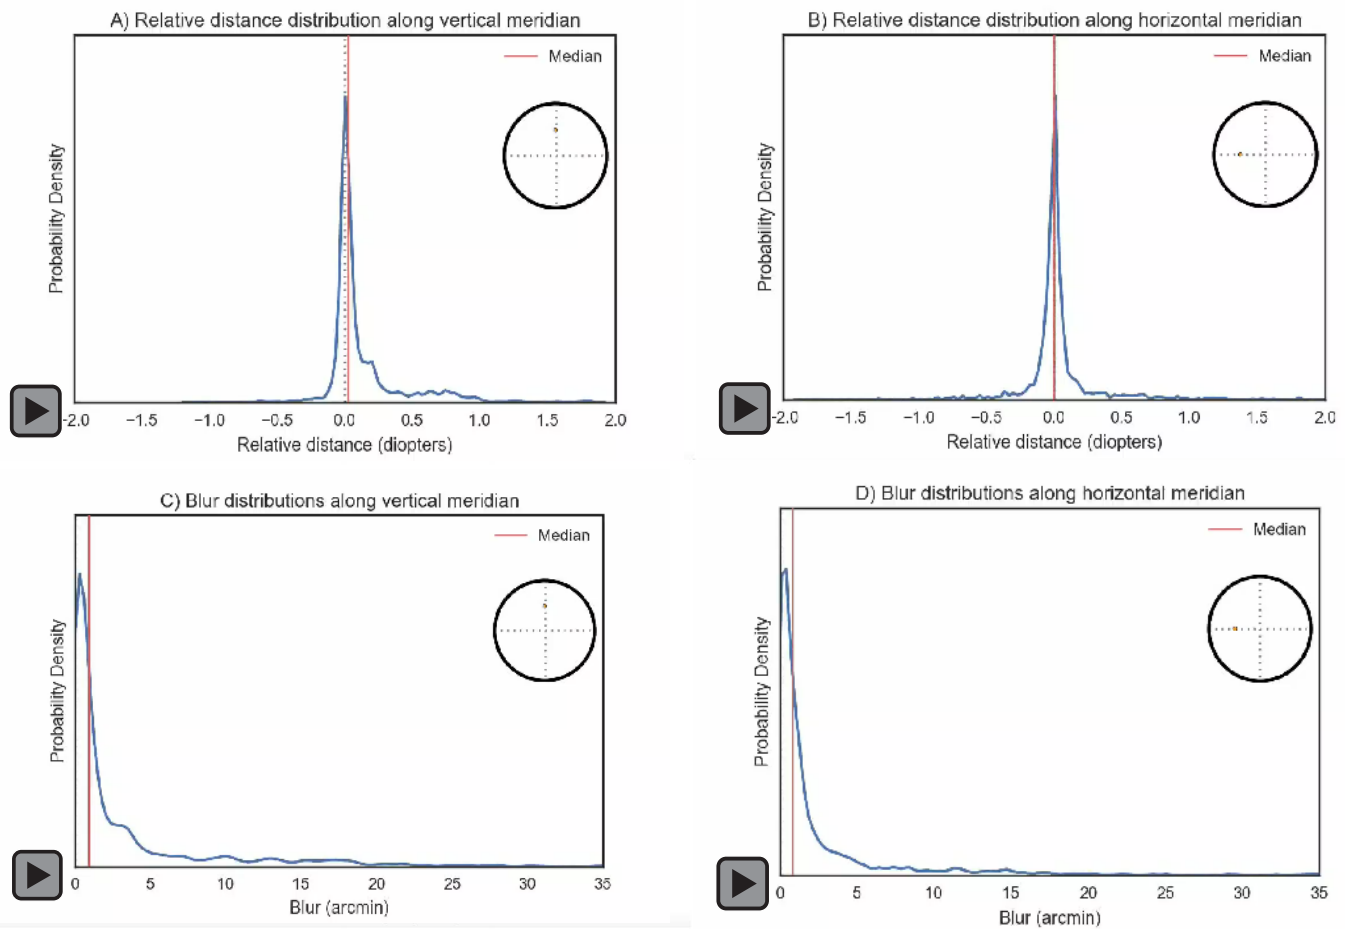 A) Relative distance distribution along vertical meridian
Median
Probability Density
-2.0 −1.5 −1.0 −0.5 0.0 0.5 1.0 1.5 2.0
Relative distance (diopters)
B) Relative distance distribution along horizontal meridian
Median
Probability Density
-2.0 −1.5 −1.0 −0.5 0.0 0.5 1.0 1.5 2.0
Relative distance (diopters)
C) Blur distributions along vertical meridian
Median
Probability Density
0 5 10 15 20 25 30 35
Blur (arcmin)
D) Blur distributions along horizontal meridian
Median
Probability Density
0 5 10 15 20 25 30 35
Blur (arcmin)